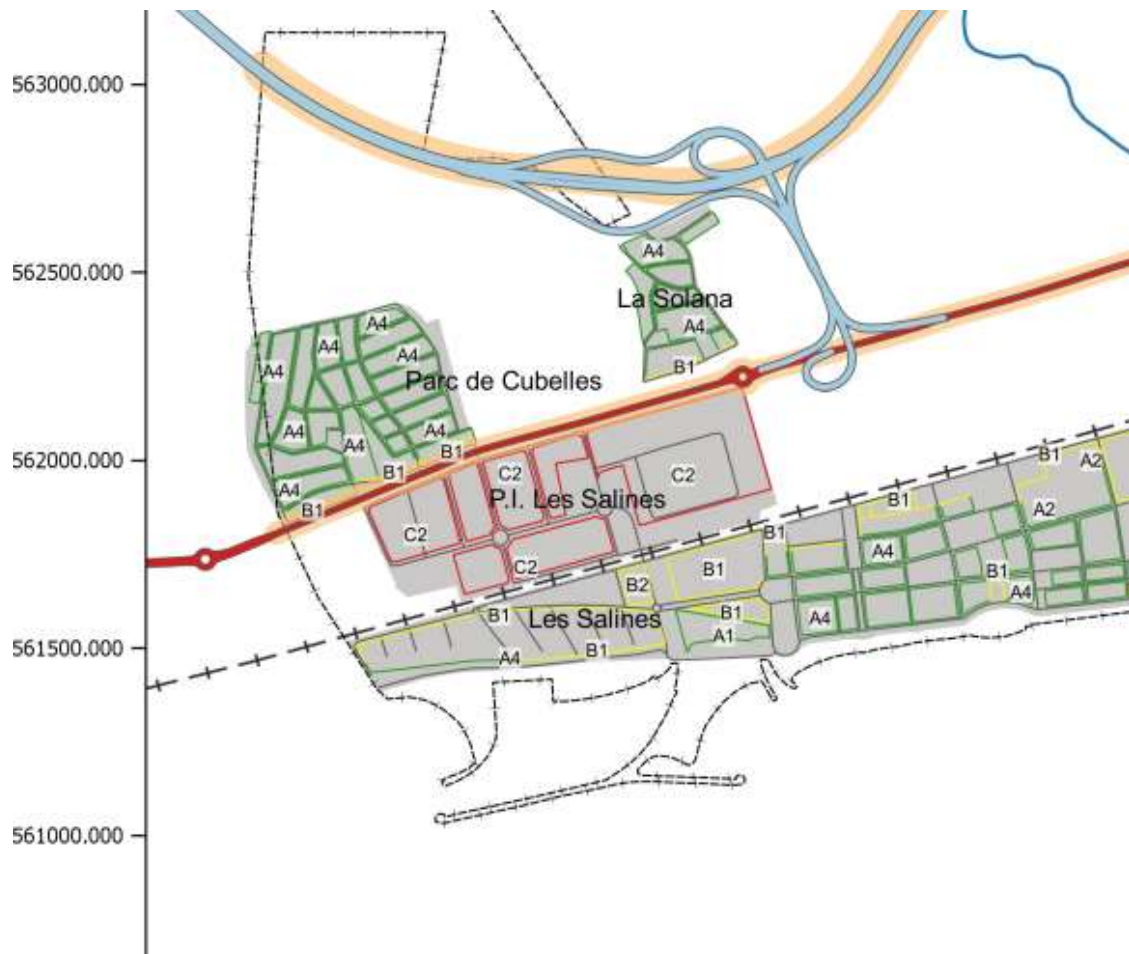 563000.000
A4
562500.000
La Solana
A4
A4
A4
A4
A4
B1
Parc de Cubelles
A4
A4
A4
B1
562000.000
B1
C2
C2
A4
P.I. Les Salines
B1
C2
C2
B1
A2
B1
A2
B1
A4
B1
B2
B1
A4
B1
B1
Les Salines
A4
A1
561500.000
A4
B1
561000.000